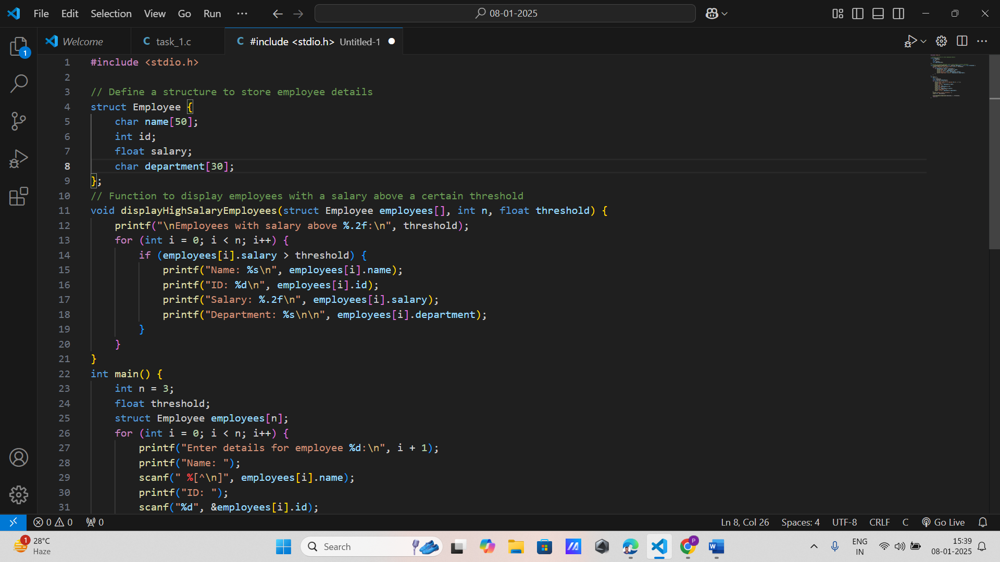 File Edit Selection View Go Run ··· 08-01-2025
Welcome task_1.c #include <stdio.h> Untitled-1
1 #include <stdio.h>
2
3 // Define a structure to store employee details
4 struct Employee {
5 char name[50];
6 int id;
7 float salary;
8 char department[30];
9 };
10 // Function to display employees with a salary above a certain threshold
11 void displayHighSalaryEmployees(struct Employee employees[], int n, float threshold) {
12 printf("\nEmployees with salary above %.2f:\n", threshold);
13 for (int i = 0; i < n; i++) {
14 if (employees[i].salary > threshold) {
15 printf("Name: %s\n", employees[i].name);
16 printf("ID: %d\n", employees[i].id);
17 printf("Salary: %.2f\n", employees[i].salary);
18 printf("Department: %s\n\n", employees[i].department);
19 }
20 }
21 }
22 int main() {
23 int n = 3;
24 float threshold;
25 struct Employee employees[n];
26 for (int i = 0; i < n; i++) {
27 printf("Enter details for employee %d:\n", i + 1);
28 printf("Name: ");
29 scanf(" %[^\n]", employees[i].name);
30 printf("ID: ");
31 scanf("%d", &employees[i].id);
0 0 0 Ln 8, Col 26 Spaces: 4 UTF-8 CRLF C Go Live
1 28°C
Haze
Search
ENG
IN
15:39
08-01-2025